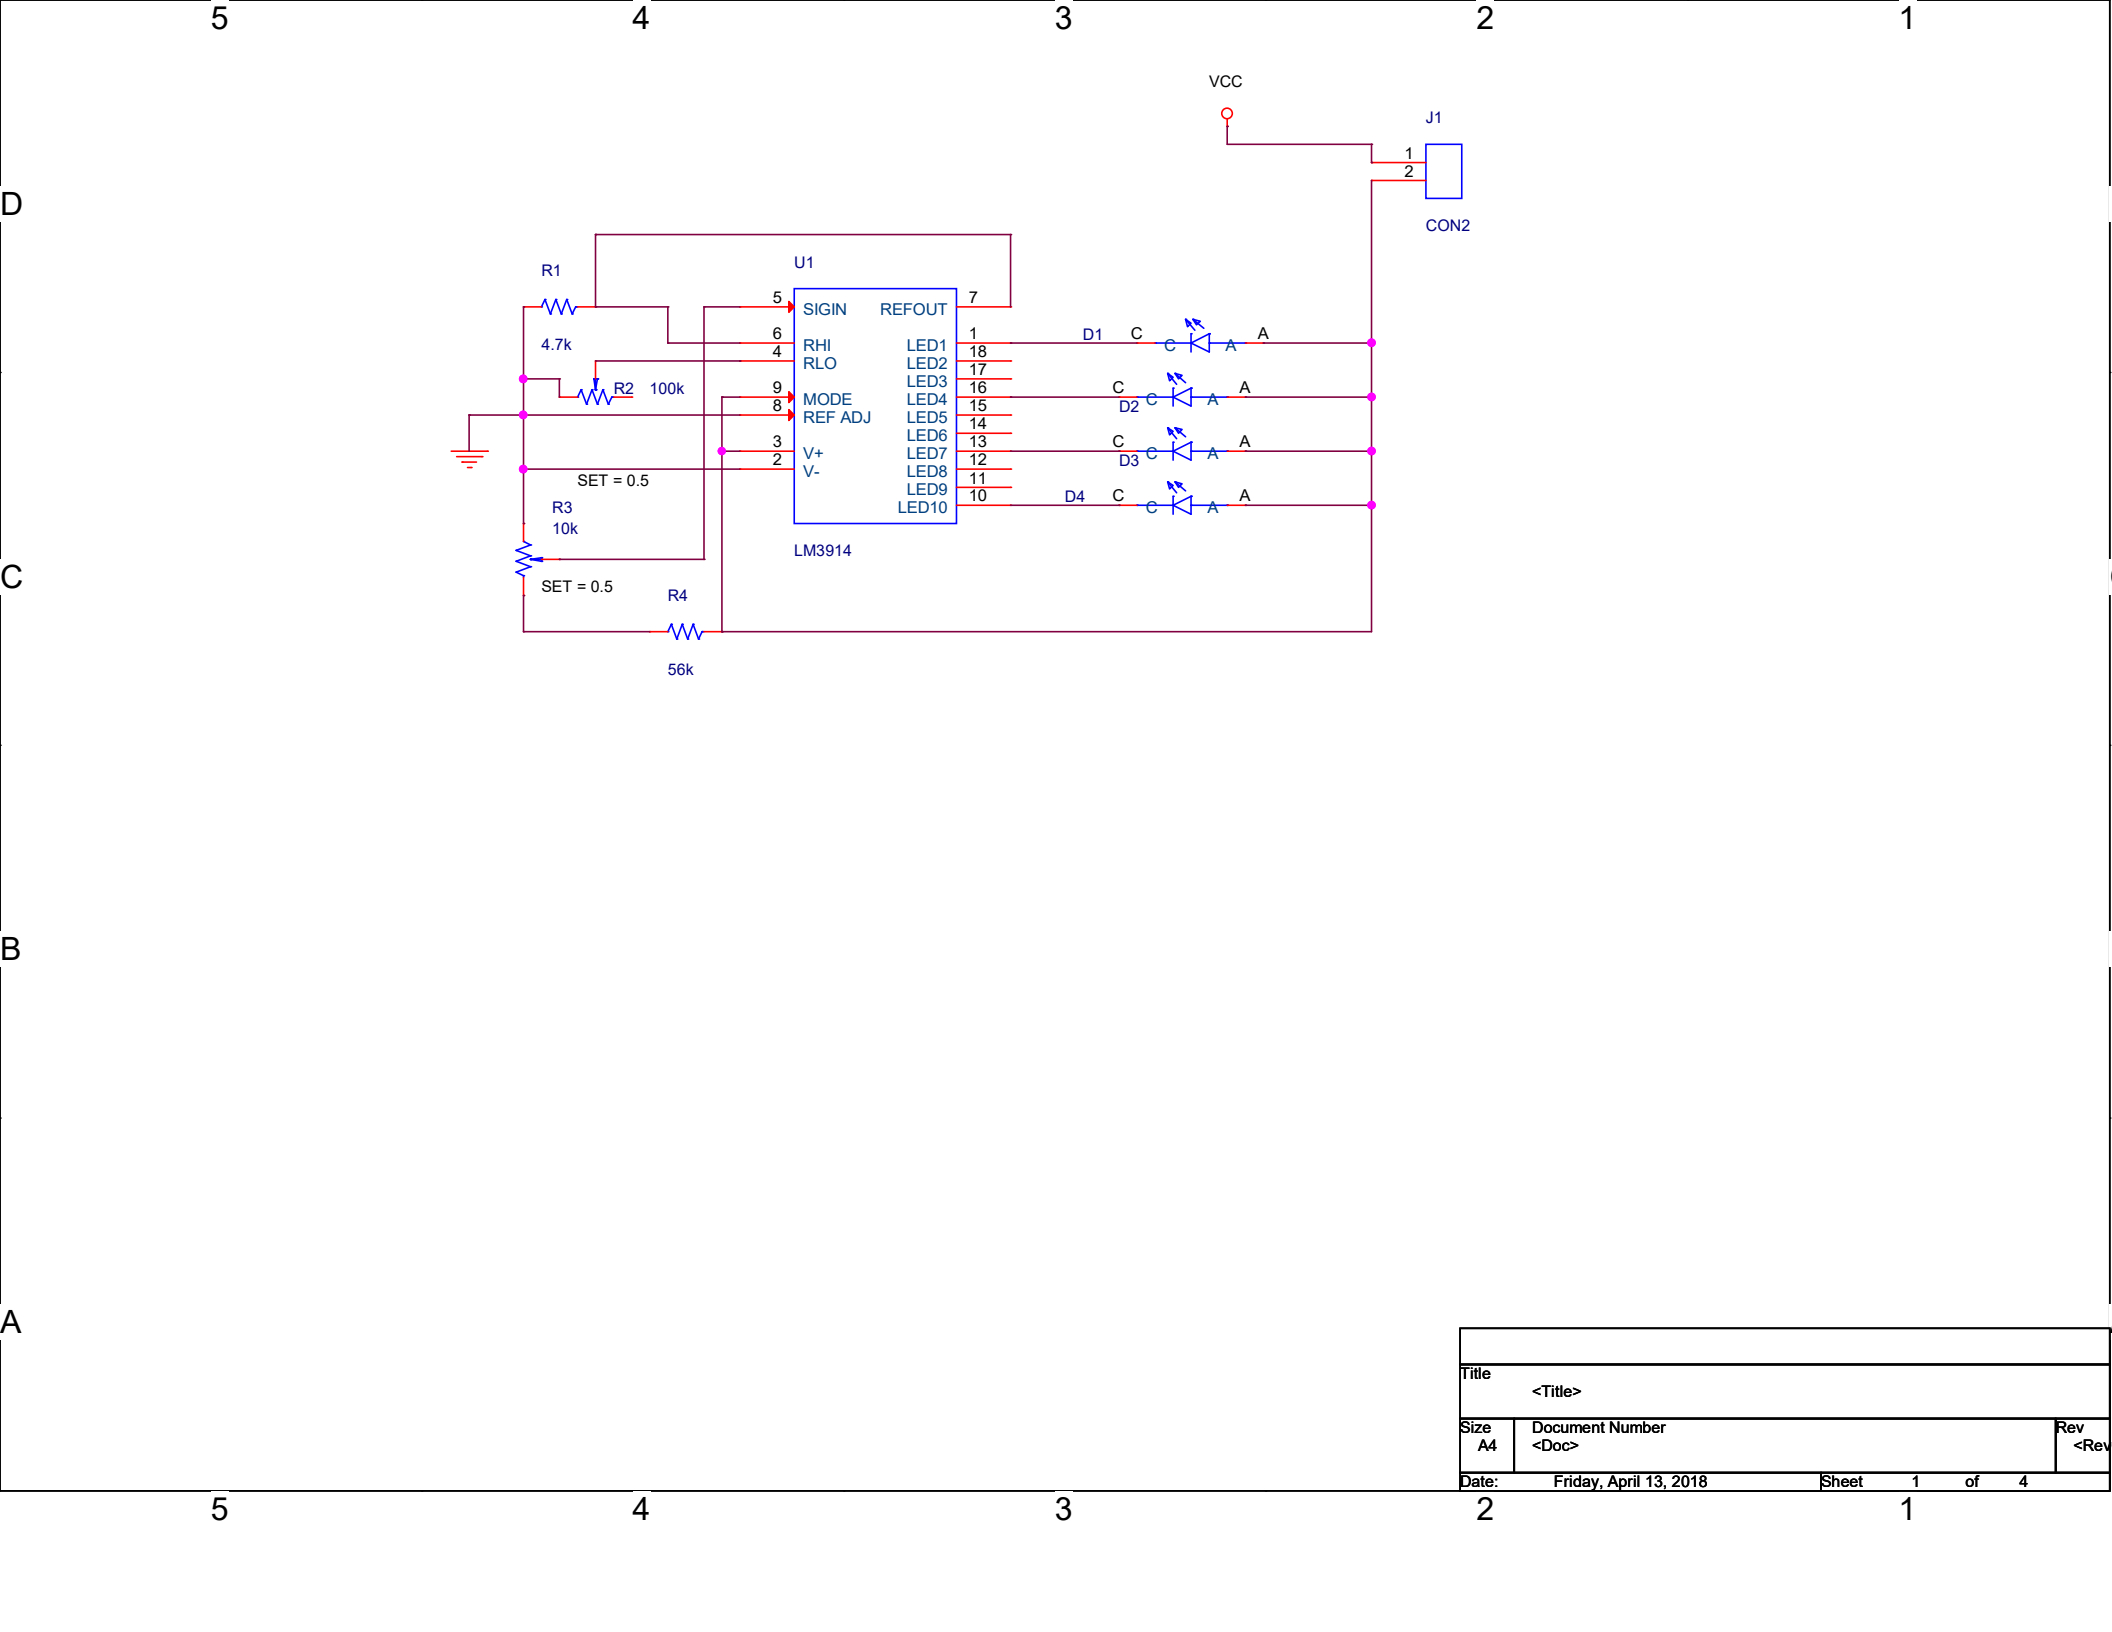 5 4 3 2 1
VCC
J1
1
2
D
CON2
U1
R1
5 SIGIN REFOUT 7
4.7k
6 RHI LED1 1 D1 C C A A
4 RLO LED2 18
LED3 17
R2 100k
9 MODE LED4 16 C D2 C A A
8 REF ADJ LED5 15
LED6 14
3 V+ LED7 13 C D3 C A A
2 V- LED8 12
SET = 0.5
LED9 11
LED10 10 D4 C C A A
R3
10k
LM3914
C
SET = 0.5
R4
56k
B
A
Title
<Title>
Size Document Number Rev
A4 <Doc> <Rev
Date: Friday, April 13, 2018 Sheet 1 of 4
5 4 3 2 1